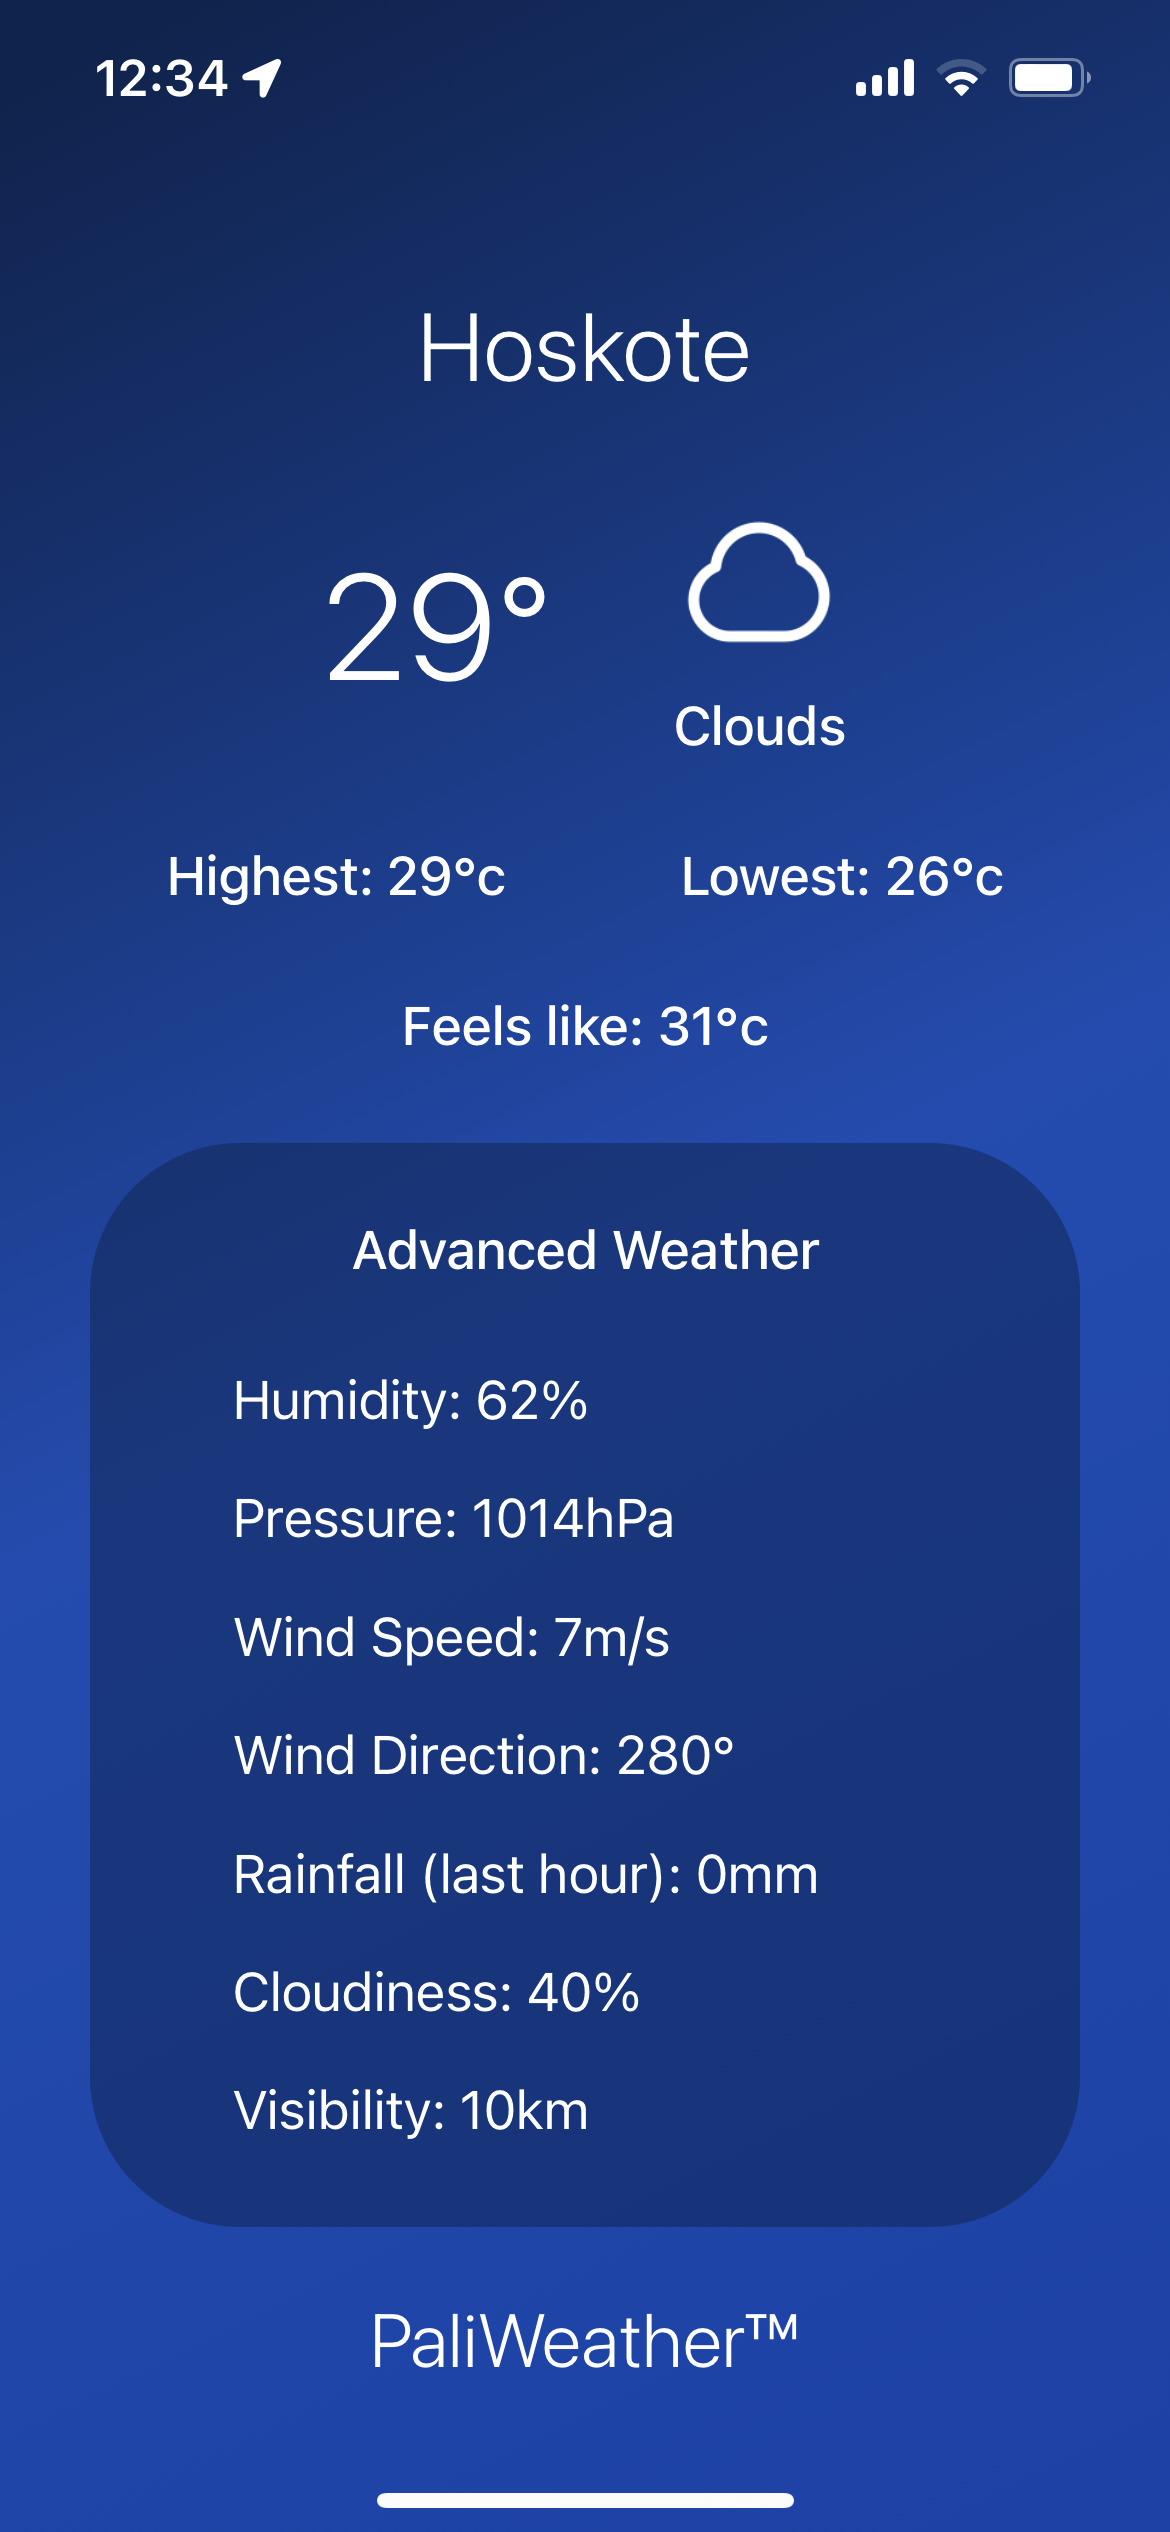 12:34
Hoskote
29°
Clouds
Highest: 29°c
Lowest: 26°c
Feels like: 31°c
Advanced Weather
Humidity: 62%
Pressure: 1014hPa
Wind Speed: 7m/s
Wind Direction: 280°
Rainfall (last hour): 0mm
Cloudiness: 40%
Visibility: 10km
PaliWeather™